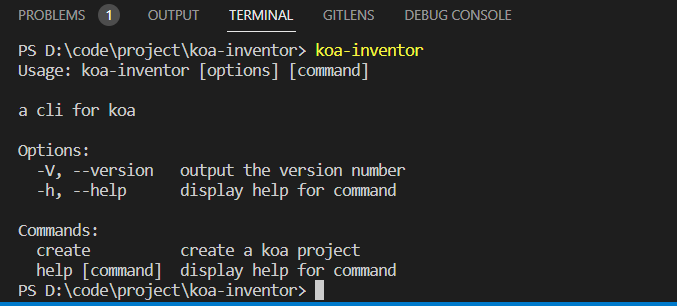 PROBLEMS 1 OUTPUT TERMINAL GITLENS DEBUG CONSOLE
PS D:\code\project\koa-inventor> koa-inventor
Usage: koa-inventor [options] [command]
a cli for koa
Options:
-V, --version output the version number
-h, --help display help for command
Commands:
create create a koa project
help [command] display help for command
PS D:\code\project\koa-inventor>